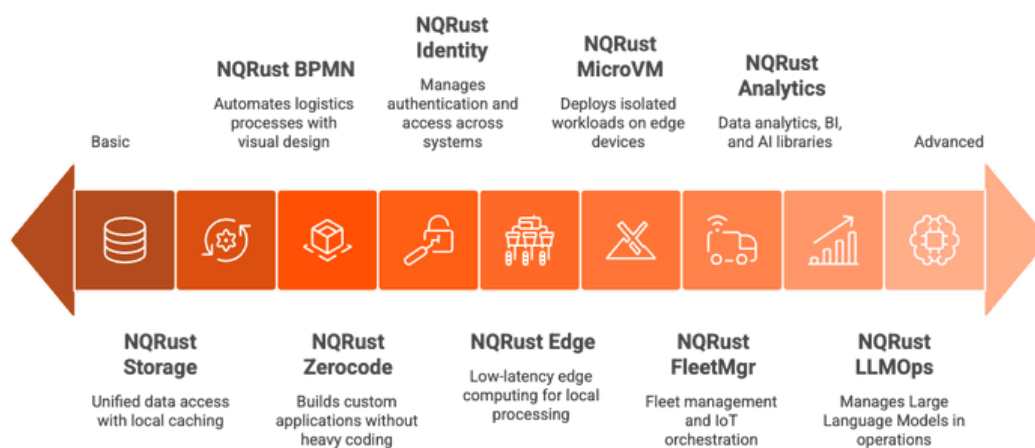 NQRust BPMN
Automates logistics
processes with
visual design
NQRust
Identity
Manages
authentication and
access across
systems
NQRust
MicroVM
Deploys isolated
workloads on edge
devices
NQRust
Analytics
Data analytics, BI,
and AI libraries
Basic
Advanced
NQRust
Storage
Unified data access
with local caching
NQRust
Zerocode
Builds custom
applications without
heavy coding
NQRust Edge
Low-latency edge
computing for local
processing
NQRust
FleetMgr
Fleet management
and IoT
orchestration
NQRust
LLMOps
Manages Large
Language Models in
operations